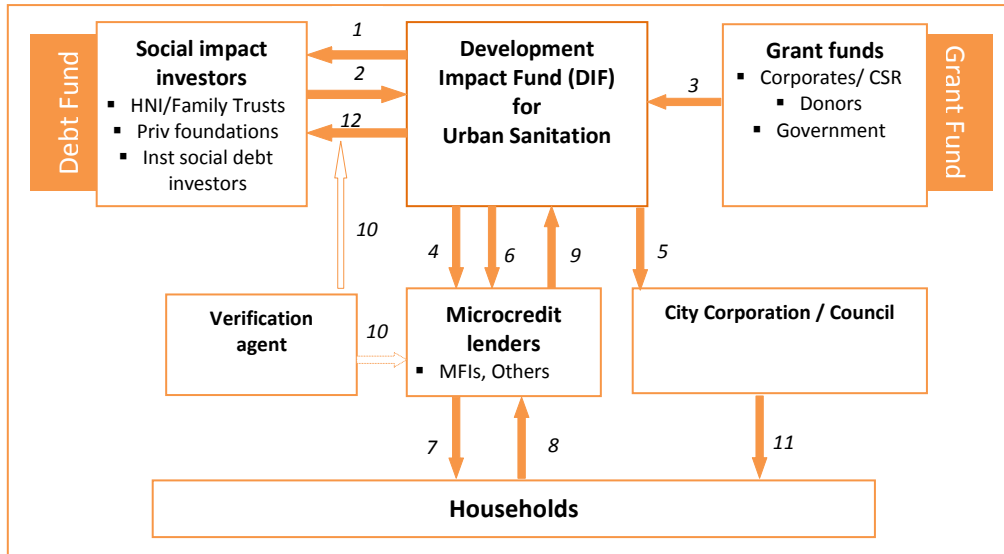 Debt Fund
Social impact
investors
▪ HNI/Family Trusts
▪ Priv foundations
▪ Inst social debt
investors
1
2
12
Development
Impact Fund (DIF)
for
Urban Sanitation
3
Grant funds
▪ Corporates/ CSR
▪ Donors
▪ Government
Grant Fund
10
4
6
9
5
Verification
agent
10
Microcredit
lenders
▪ MFIs, Others
City Corporation / Council
7
8
11
Households